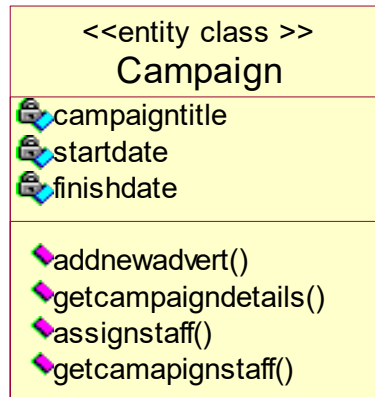 <<entity class >>
Campaign
campaigntitle
startdate
finishdate
addnewadvert()
getcampaigndetails()
assignstaff()
getcamapignstaff()